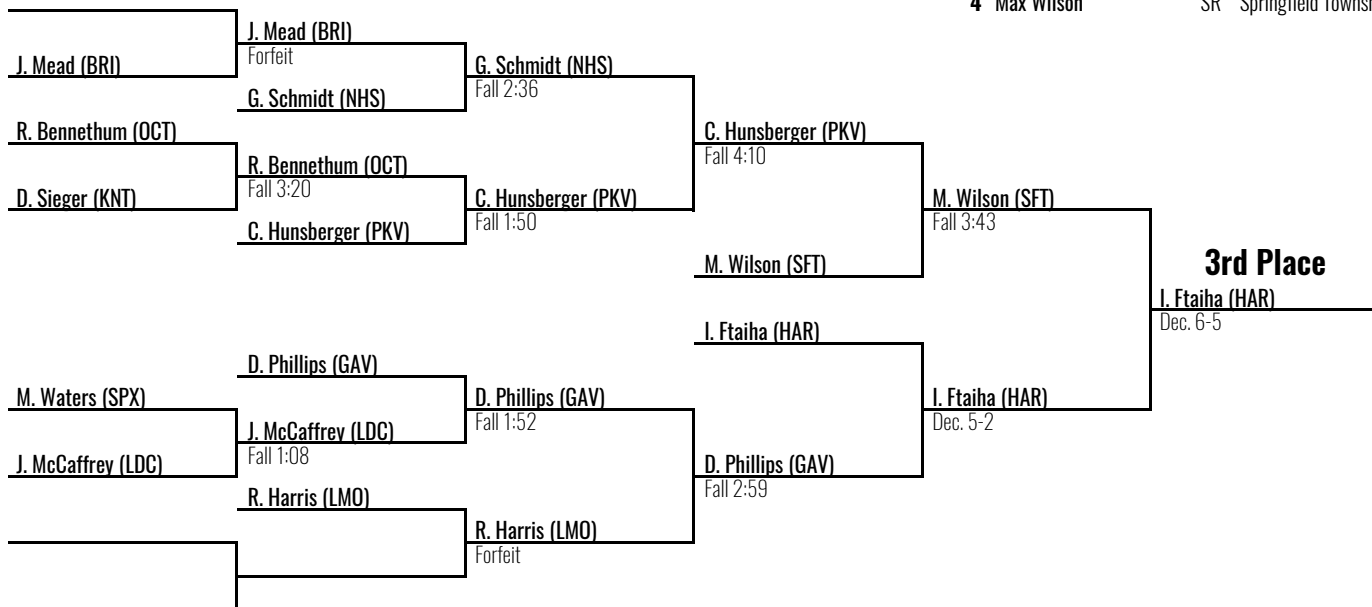 4 Max Wilson SR Springfield
J. Mead (BRI)
Forfeit
J. Mead (BRI)
G. Schmidt (NHS)
Fall 2:36
G. Schmidt (NHS)
R. Bennethum (OCT)
C. Hunsberger (PKV)
Fall 4:10
R. Bennethum (OCT)
Fall 3:20
D. Sieger (KNT)
C. Hunsberger (PKV)
Fall 1:50
M. Wilson (SFT)
Fall 3:43
C. Hunsberger (PKV)
M. Wilson (SFT)
3rd Place
I. Ftaiha (HAR)
Dec. 6-5
I. Ftaiha (HAR)
D. Phillips (GAV)
M. Waters (SPX)
D. Phillips (GAV)
Fall 1:52
I. Ftaiha (HAR)
Dec. 5-2
J. McCaffrey (LDC)
Fall 1:08
J. McCaffrey (LDC)
D. Phillips (GAV)
Fall 2:59
R. Harris (LMO)
R. Harris (LMO)
Forfeit